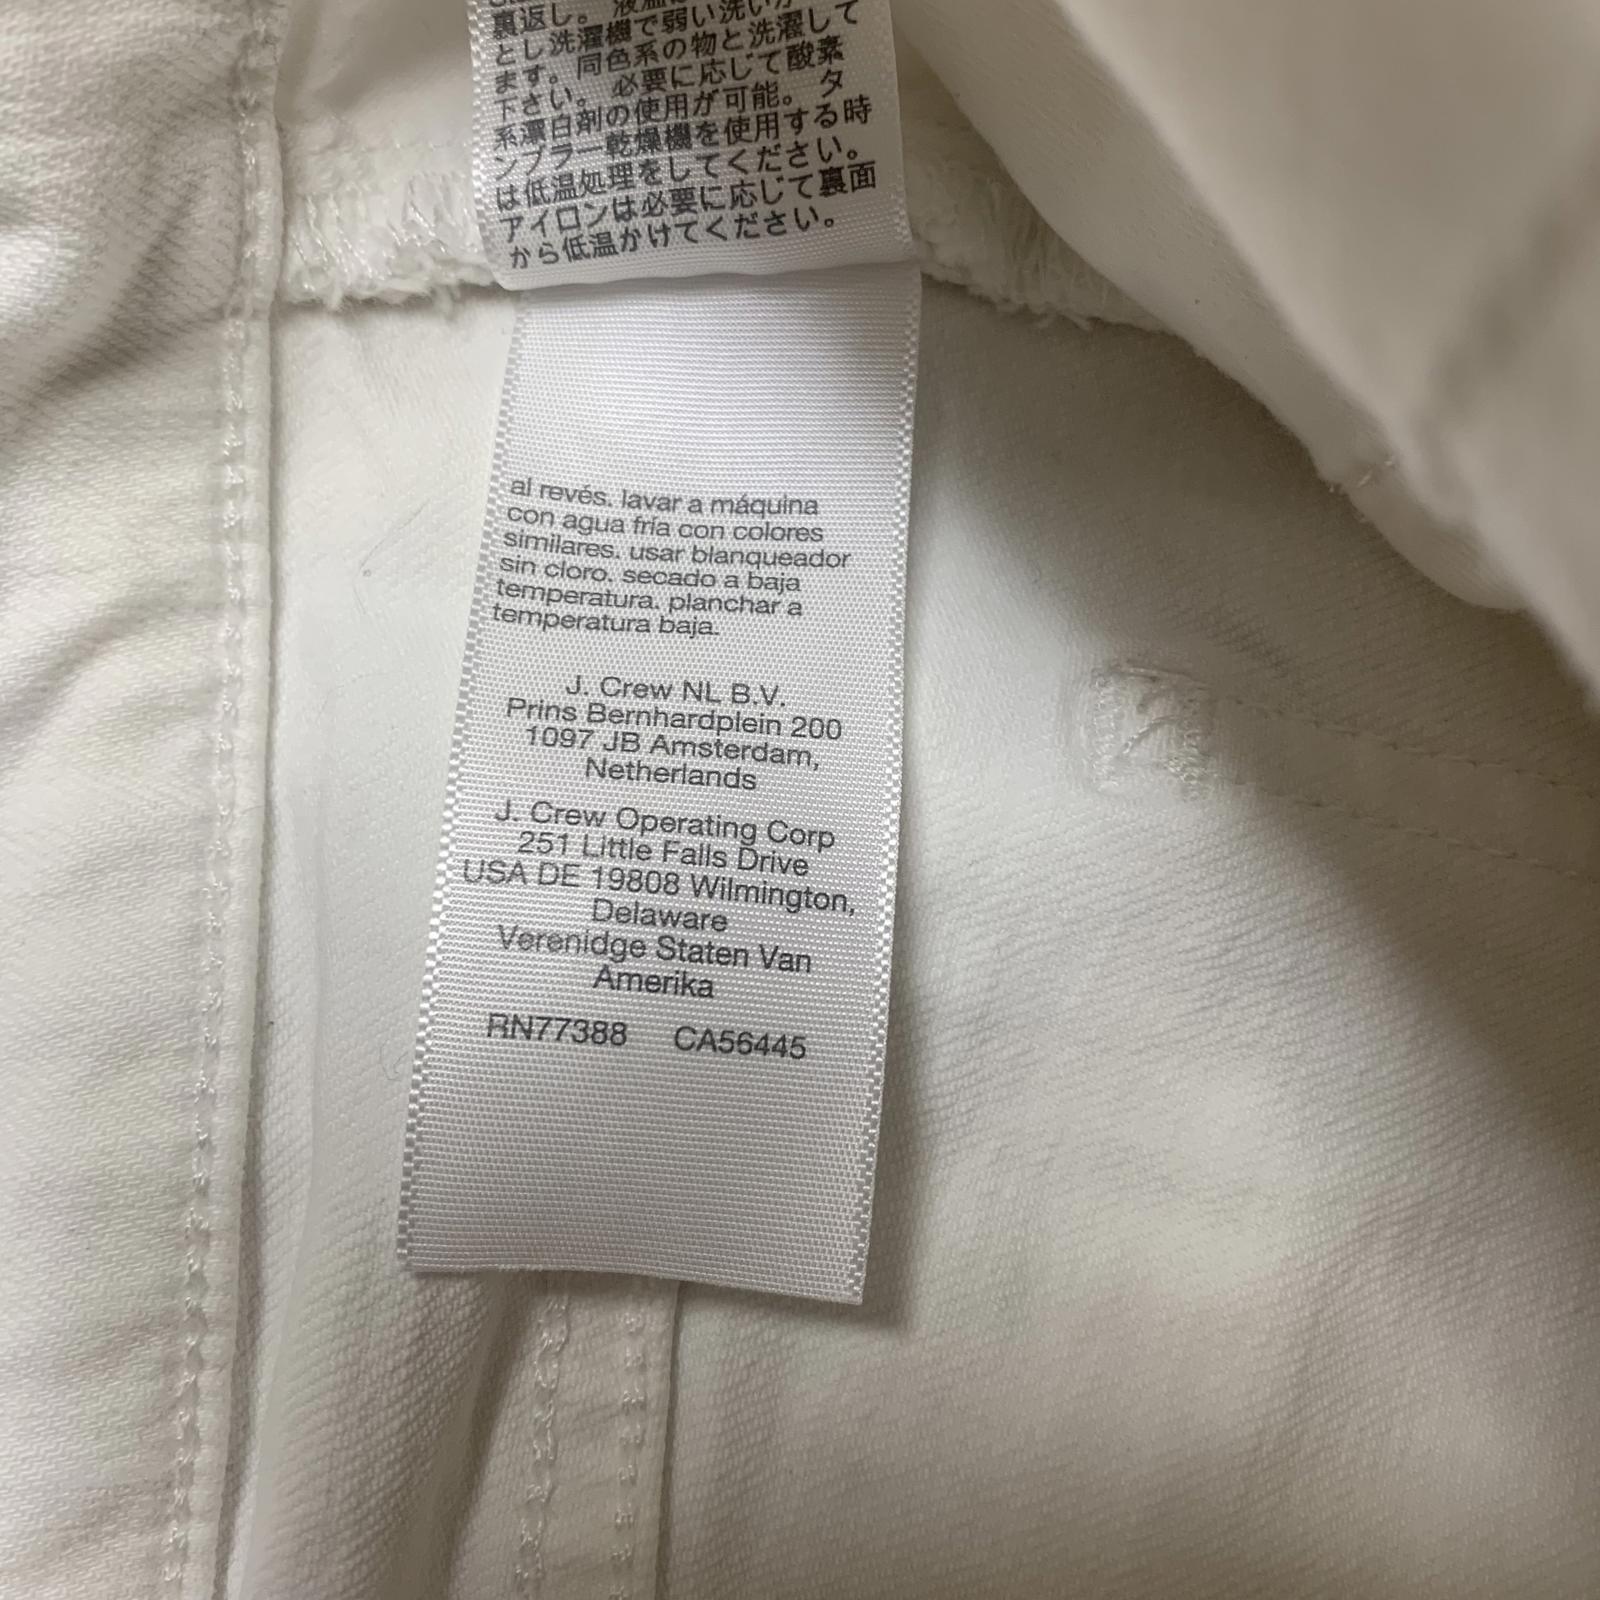 裏返し。液温は
とし洗濯機で弱い洗いが
ます。同色系の物と洗濯して
下さい。 必要に応じて酸素
系漂白剤の使用が可能。 タ
ンブラー乾燥機を使用する時
は低温処理をしてください。
アイロンは必要に応じて裏面
から低温かけてください。
al revés. lavar a máquina
con agua fría con colores
similares. usar blanqueador
sin cloro. secado a baja
temperatura. planchar a
temperatura baja.
J. Crew NL B.V.
Prins Bernhardplein 200
1097 JB Amsterdam,
Netherlands
J. Crew Operating Corp
251 Little Falls Drive
USA DE 19808 Wilmington,
Delaware
Verenidge Staten Van
Amerika
RN77388 CA56445